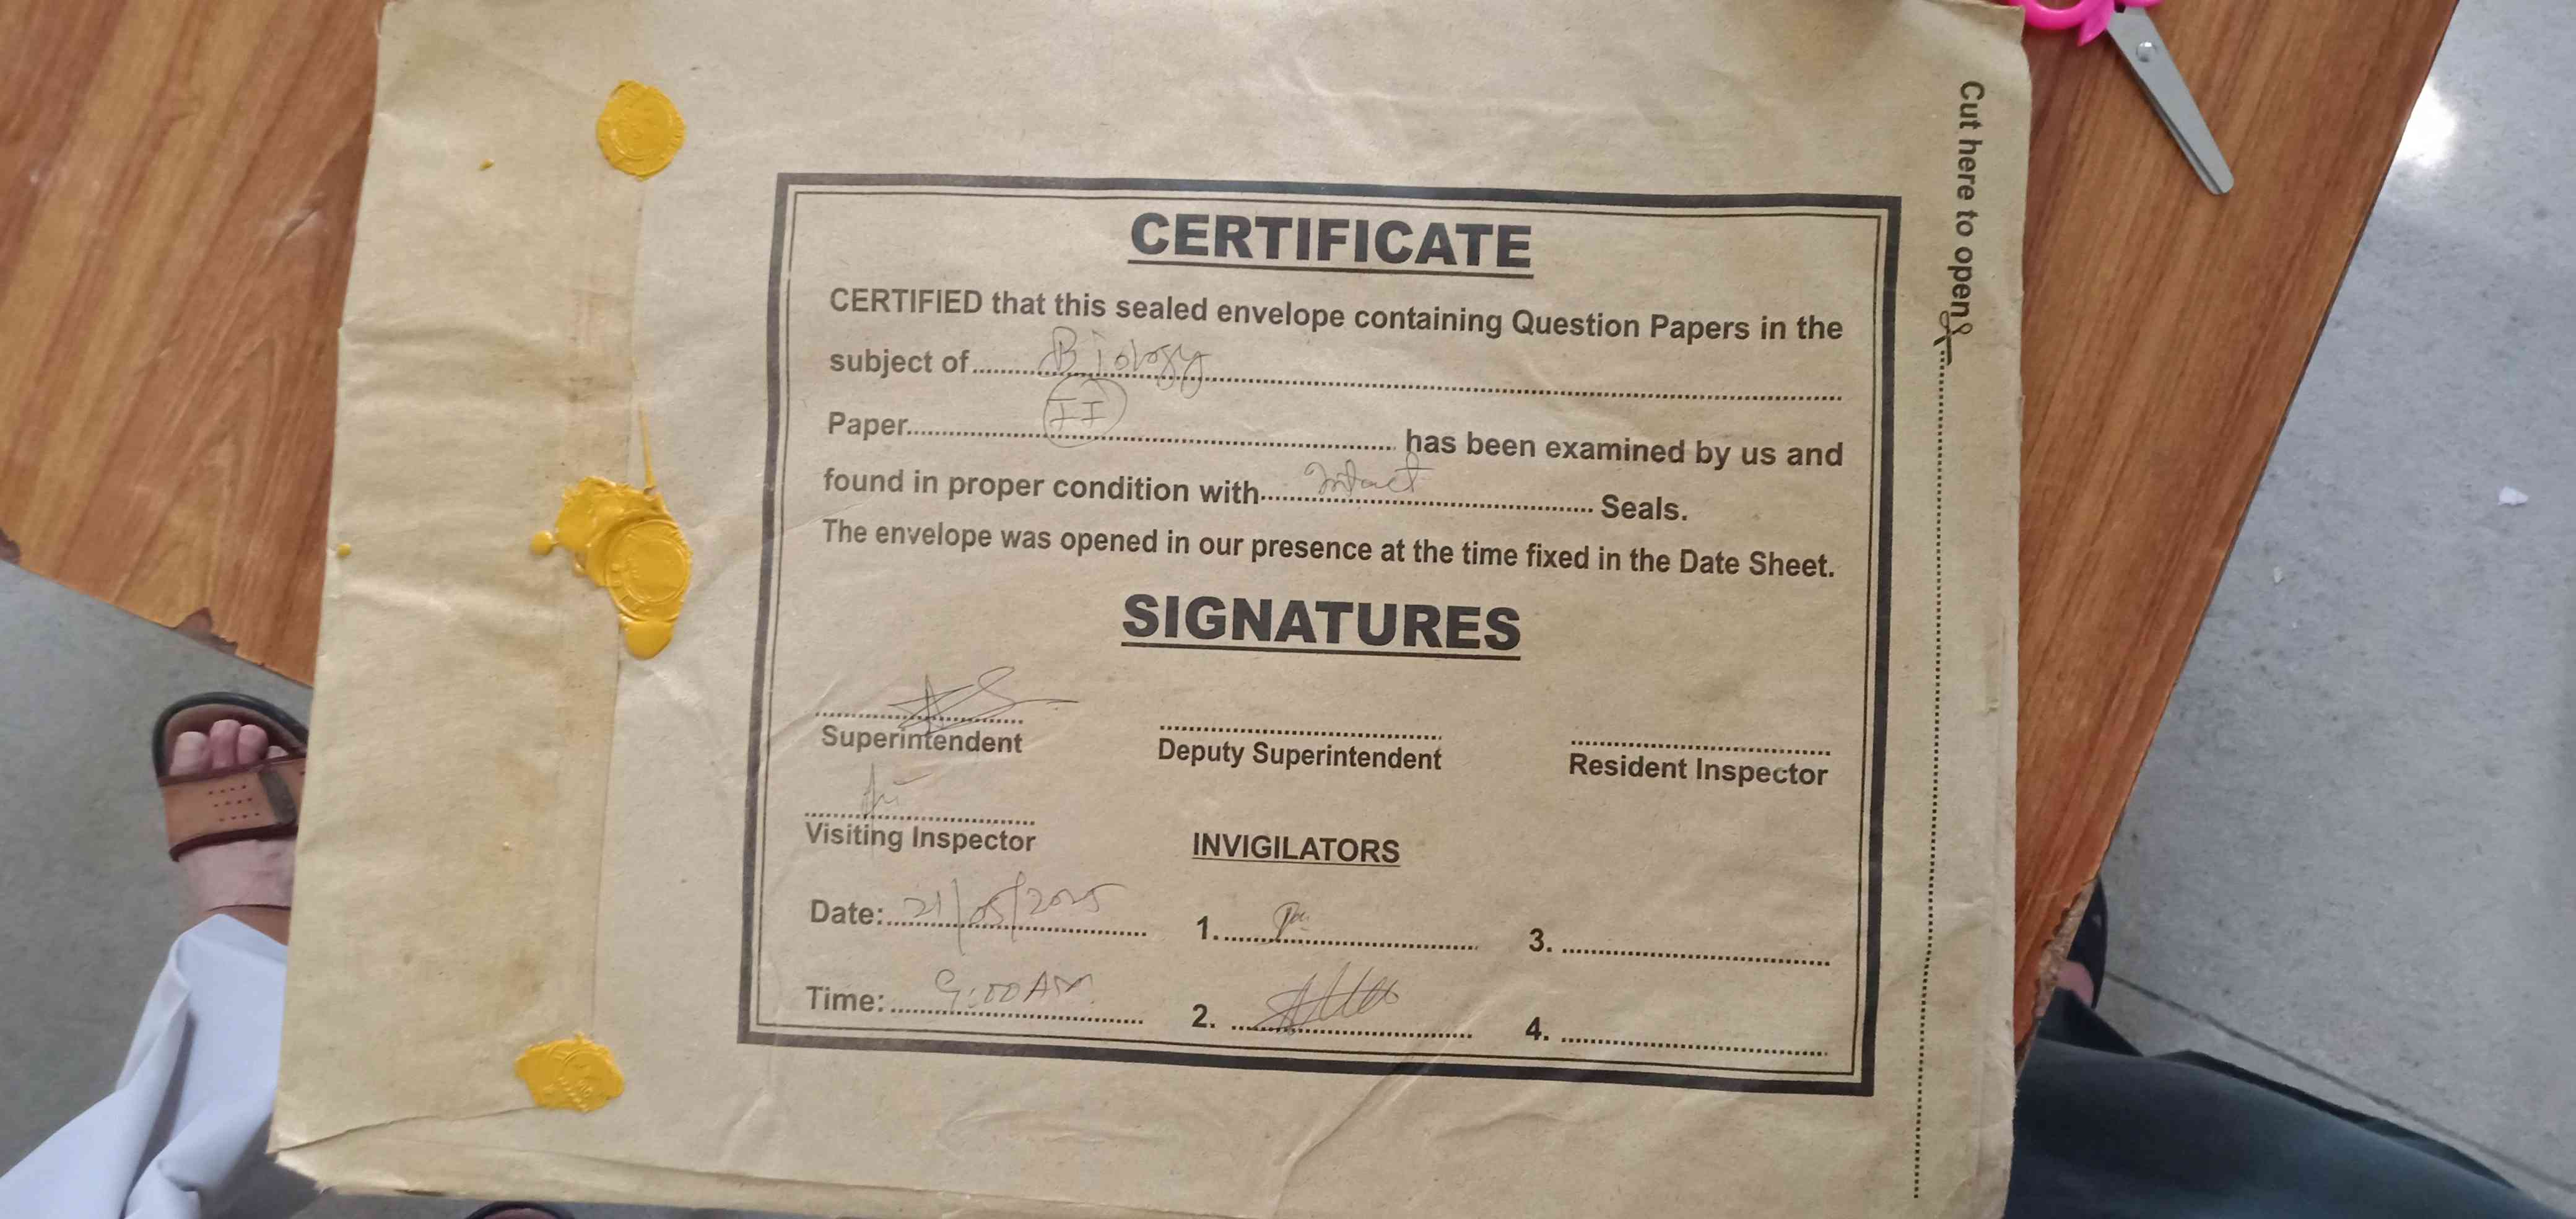 CERTIFICATE
CERTIFIED that this sealed envelope containing Question Papers in the
subject of Biology
Paper II has been examined by us and
found in proper condition with Intact Seals.
The envelope was opened in our presence at the time fixed in the Date Sheet.
SIGNATURES
Superintendent Deputy Superintendent Resident Inspector
Visiting Inspector INVIGILATORS
Date: 21/05/2025 1. 3.
Time: 9:00 AM 2. 4.
Cut here to open